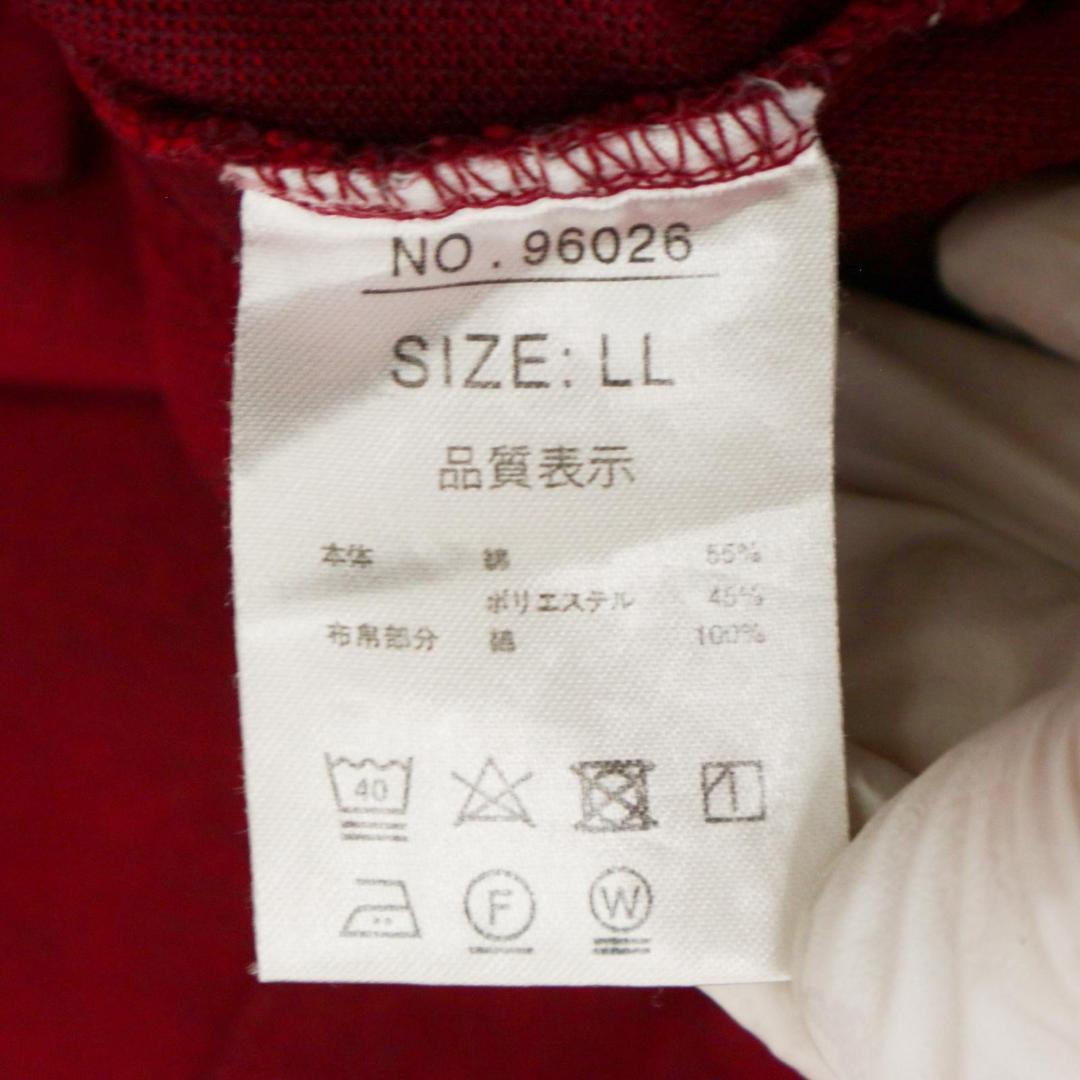 NO. 96026
SIZE: LL
品質表示
本体 綿 55%
ポリエステル 45%
布帛部分 綿 100%
40
F W